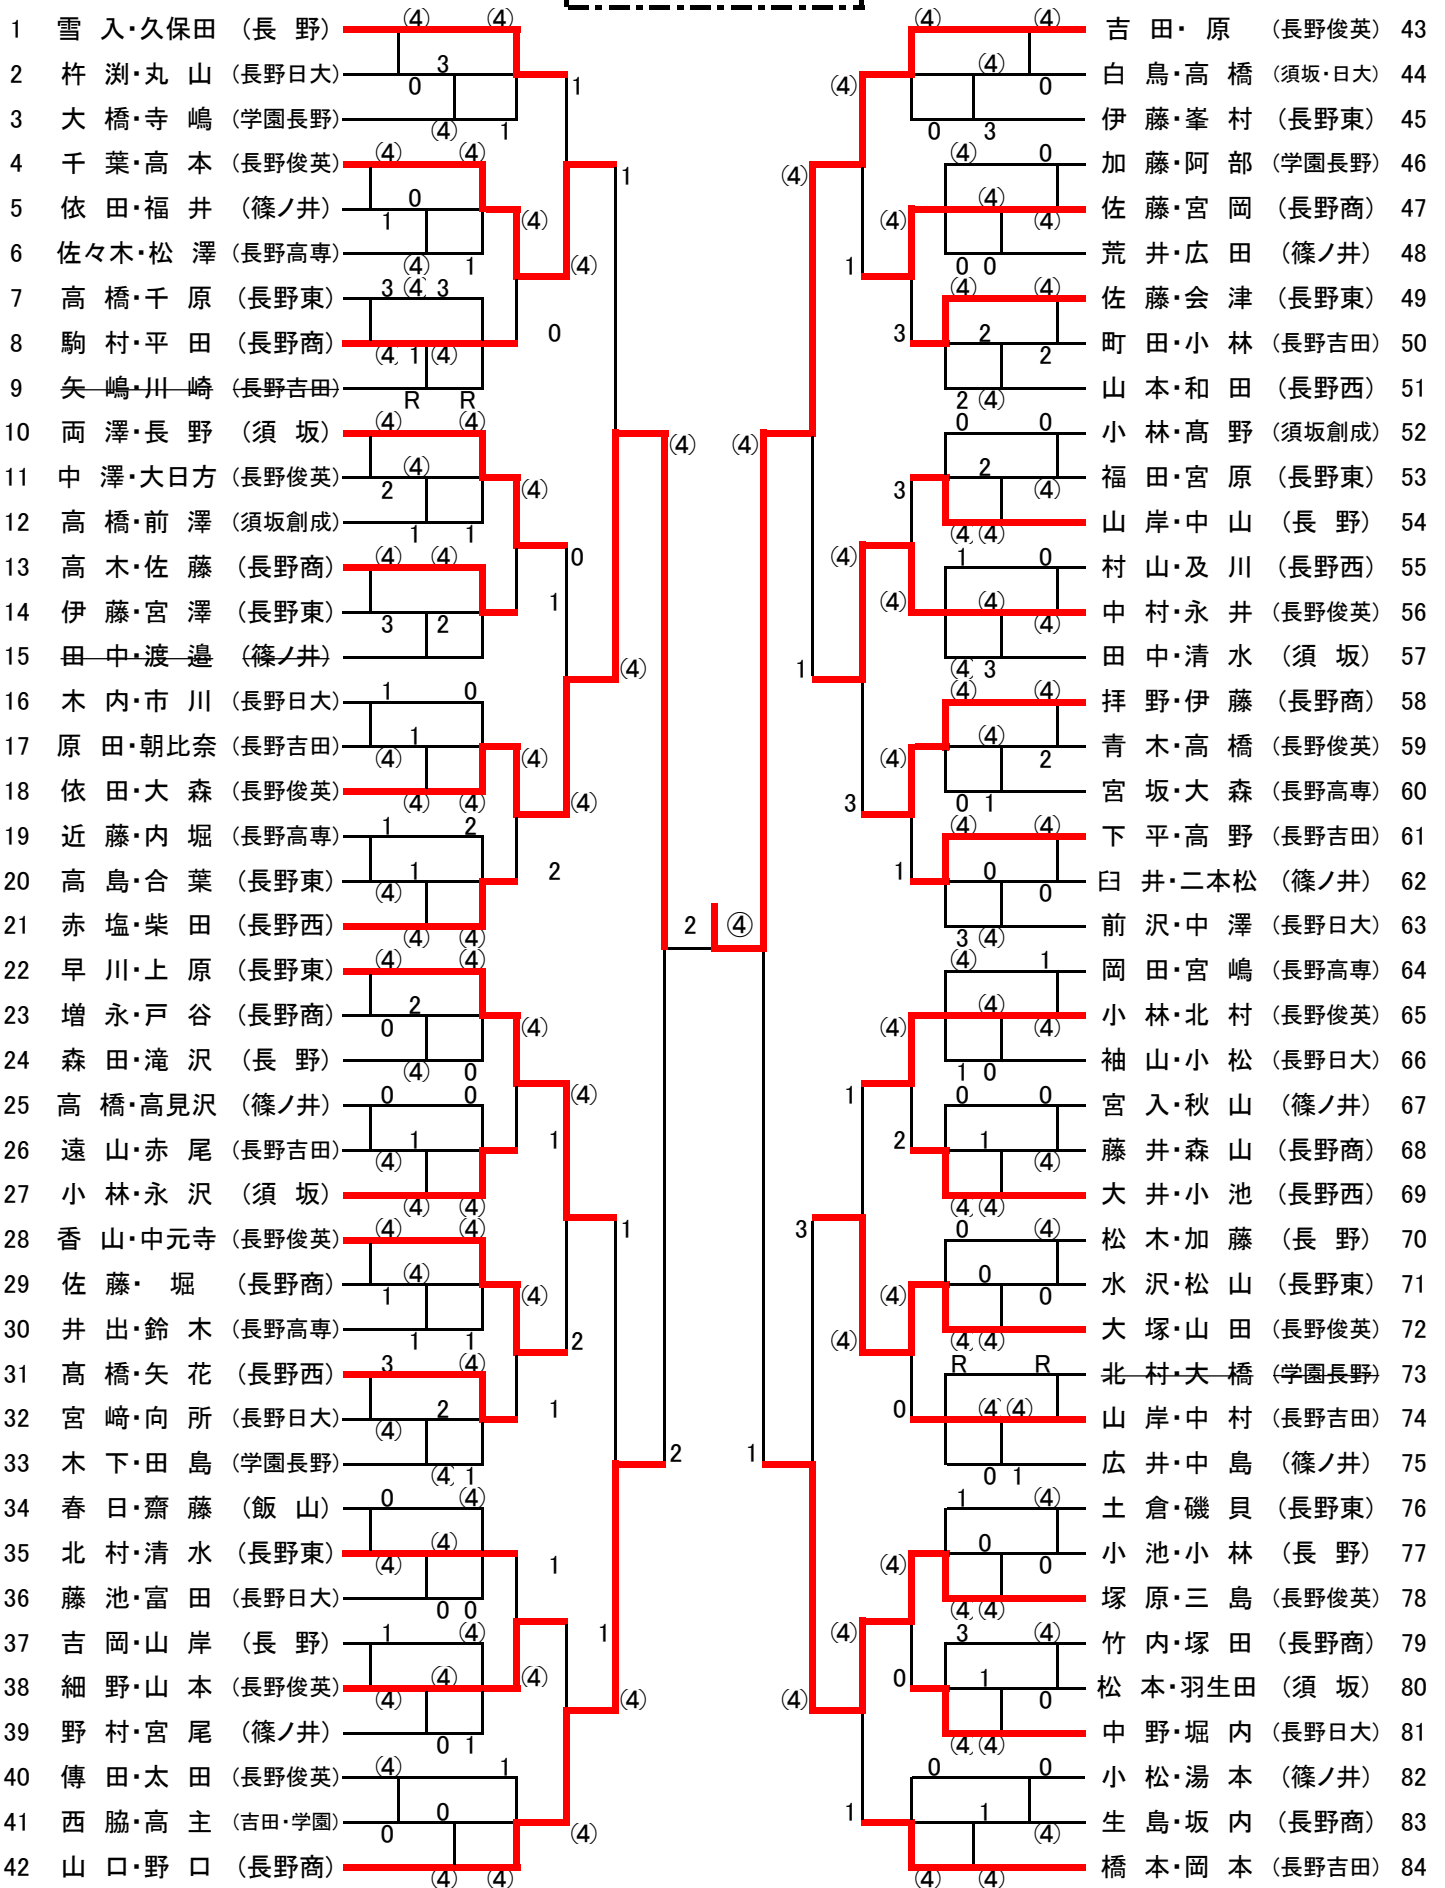 1 雪 入・久保田 (長 野)
2 杵 渕・丸 山 (長野日大)
3 大 橋・寺 嶋 (学園長野)
4 千 葉・高 本 (長野俊英)
5 依 田・福 井 (篠ノ井)
6 佐々木・松 澤 (長野高専)
7 高 橋・千 原 (長野東)
8 駒 村・平 田 (長野商)
9 矢 嶋・川 崎 (長野吉田)
10 両 澤・長 野 (須 坂)
11 中 澤・大日方 (長野俊英)
12 高 橋・前 澤 (須坂創成)
13 高 木・佐 藤 (長野商)
14 伊 藤・宮 澤 (長野東)
15 田 中・渡 邉 (篠ノ井)
16 木 内・市 川 (長野日大)
17 原 田・朝比奈 (長野吉田)
18 依 田・大 森 (長野俊英)
19 近 藤・内 堀 (長野高専)
20 高 島・合 葉 (長野東)
21 赤 塩・柴 田 (長野西)
22 早 川・上 原 (長野東)
23 増 永・戸 谷 (長野商)
24 森 田・滝 沢 (長 野)
25 高 橋・高見沢 (篠ノ井)
26 遠 山・赤 尾 (長野吉田)
27 小 林・永 沢 (須 坂)
28 香 山・中元寺 (長野俊英)
29 佐 藤・ 堀 (長野商)
30 井 出・鈴 木 (長野高専)
31 髙 橋・矢 花 (長野西)
32 宮 﨑・向 所 (長野日大)
33 木 下・田 島 (学園長野)
34 春 日・齋 藤 (飯 山)
35 北 村・清 水 (長野東)
36 藤 池・富 田 (長野日大)
37 吉 岡・山 岸 (長 野)
38 細 野・山 本 (長野俊英)
39 野 村・宮 尾 (篠ノ井)
40 傳 田・太 田 (長野俊英)
41 西 脇・高 主 (吉田・学園)
42 山 口・野 口 (長野商)
2 ④
吉 田・ 原 (長野俊英) 43
白 鳥・高 橋 (須坂・日大) 44
伊 藤・峯 村 (長野東) 45
加 藤・阿 部 (学園長野) 46
佐 藤・宮 岡 (長野商) 47
荒 井・広 田 (篠ノ井) 48
佐 藤・会 津 (長野東) 49
町 田・小 林 (長野吉田) 50
山 本・和 田 (長野西) 51
小 林・髙 野 (須坂創成) 52
福 田・宮 原 (長野東) 53
山 岸・中 山 (長 野) 54
村 山・及 川 (長野西) 55
中 村・永 井 (長野俊英) 56
田 中・清 水 (須 坂) 57
拝 野・伊 藤 (長野商) 58
青 木・高 橋 (長野俊英) 59
宮 坂・大 森 (長野高専) 60
下 平・高 野 (長野吉田) 61
臼 井・二本松 (篠ノ井) 62
前 沢・中 澤 (長野日大) 63
岡 田・宮 嶋 (長野高専) 64
小 林・北 村 (長野俊英) 65
袖 山・小 松 (長野日大) 66
宮 入・秋 山 (篠ノ井) 67
藤 井・森 山 (長野商) 68
大 井・小 池 (長野西) 69
松 木・加 藤 (長 野) 70
水 沢・松 山 (長野東) 71
大 塚・山 田 (長野俊英) 72
北 村・大 橋 (学園長野) 73
山 岸・中 村 (長野吉田) 74
広 井・中 島 (篠ノ井) 75
土 倉・磯 貝 (長野東) 76
小 池・小 林 (長 野) 77
塚 原・三 島 (長野俊英) 78
竹 内・塚 田 (長野商) 79
松 本・羽生田 (須 坂) 80
中 野・堀 内 (長野日大) 81
小 松・湯 本 (篠ノ井) 82
生 島・坂 内 (長野商) 83
橋 本・岡 本 (長野吉田) 84